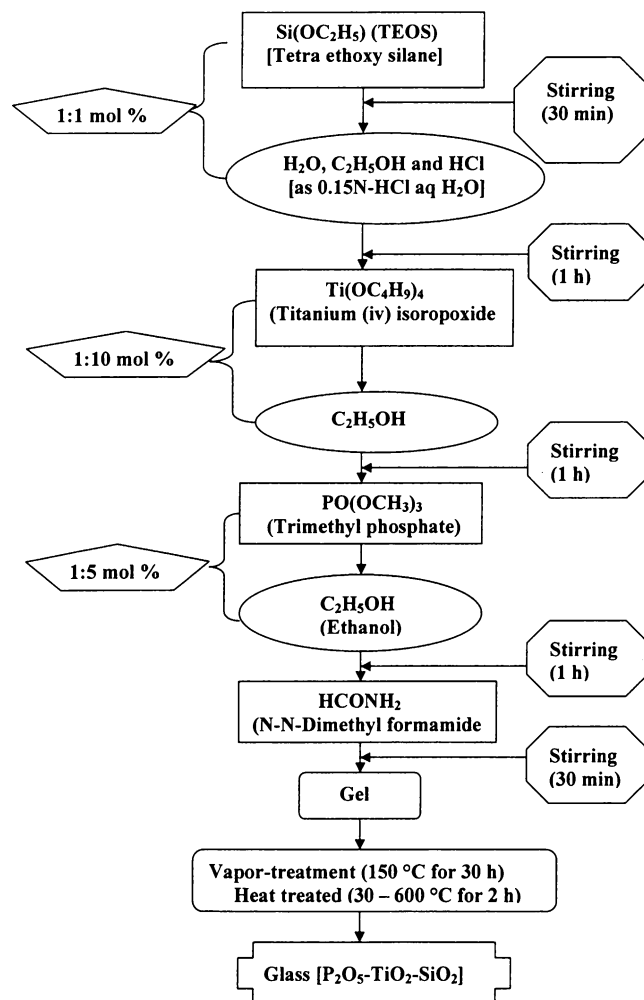 Si(OC₂H₅) (TEOS)
[Tetra ethoxy silane]
Stirring
(30 min)
1:1 mol %
H₂O, C₂H₅OH and HCl
[as 0.15N-HCl aq H₂O]
Stirring
(1 h)
Ti(OC₄H₉)₄
(Titanium (iv) isoropoxide
1:10 mol %
C₂H₅OH
Stirring
(1 h)
PO(OCH₃)₃
(Trimethyl phosphate)
1:5 mol %
C₂H₅OH
(Ethanol)
Stirring
(1 h)
HCONH₂
(N-N-Dimethyl formamide
Stirring
(30 min)
Gel
Vapor-treatment (150 °C for 30 h)
Heat treated (30 – 600 °C for 2 h)
Glass [P₂O₅-TiO₂-SiO₂]